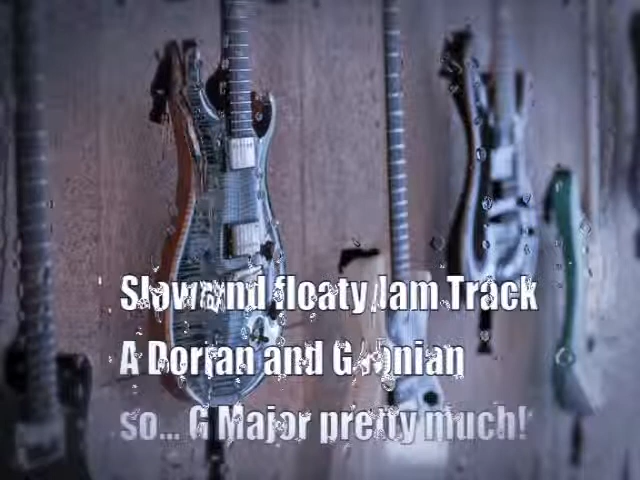 Slow and floaty Jam Track
A Dorian and G Ionian
so... G Major pretty much!